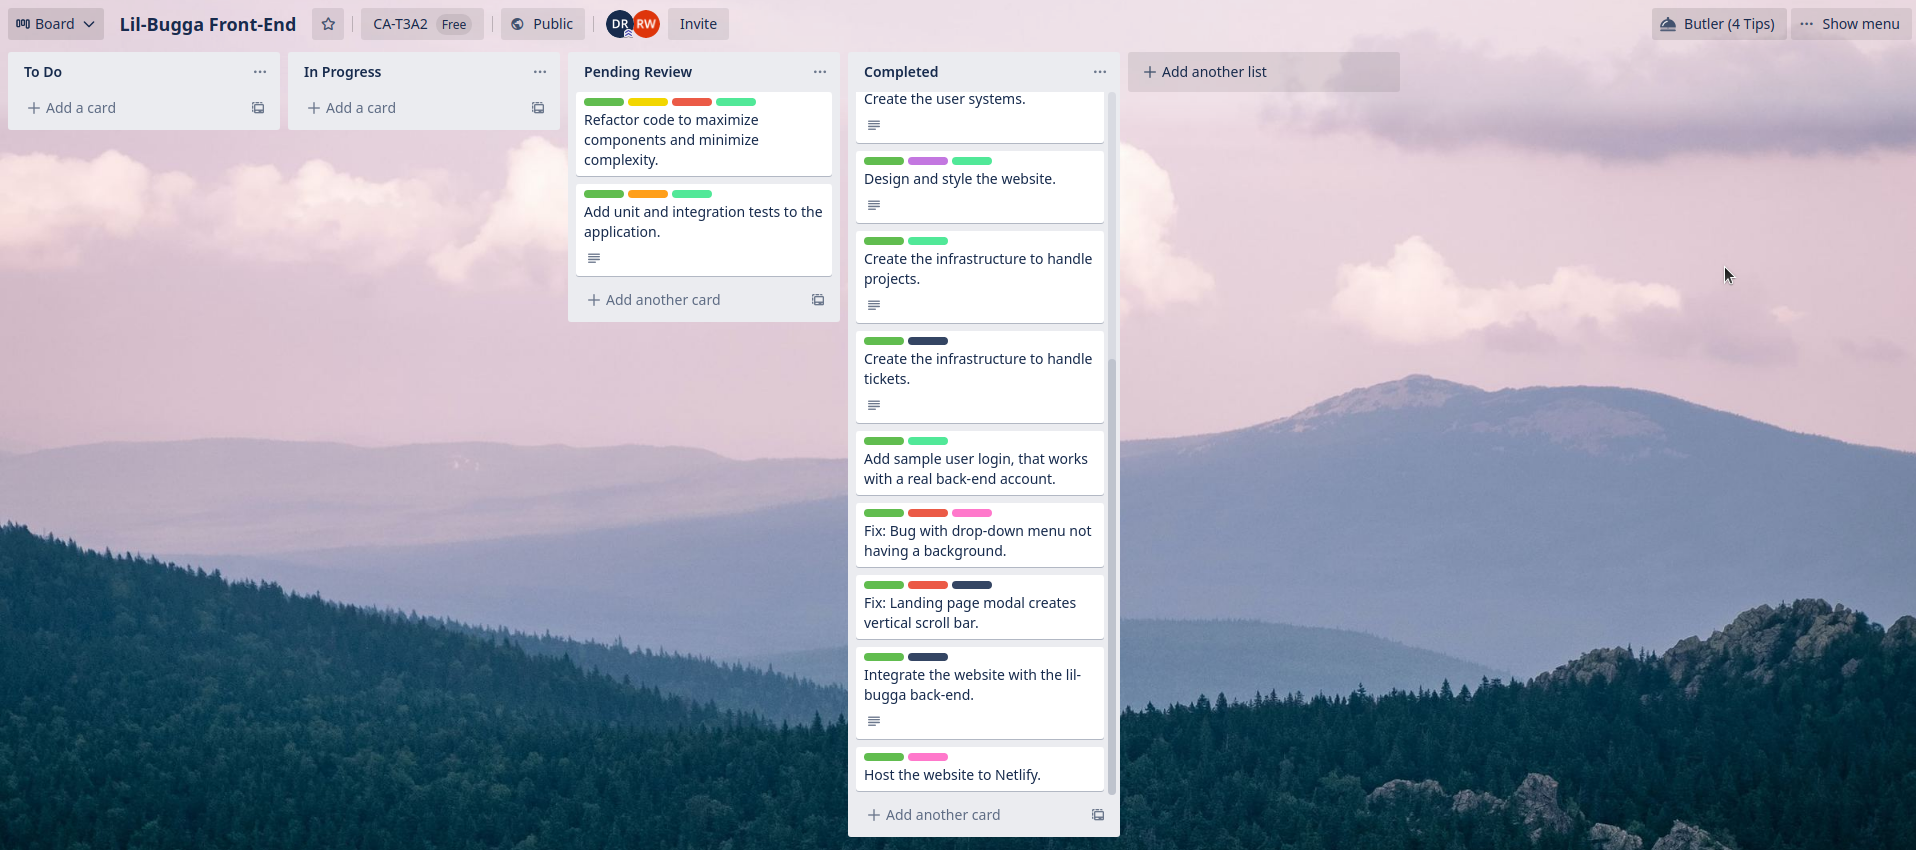 Board
Lil-Bugga Front-End
CA-T3A2 Free
Public
DR RW
Invite
Butler (4 Tips)
Show menu
To Do
Add a card
In Progress
Add a card
Pending Review
Refactor code to maximize
components and minimize
complexity.
Add unit and integration tests to the
application.
Add another card
Completed
Create the user systems.
Design and style the website.
Create the infrastructure to handle
projects.
Create the infrastructure to handle
tickets.
Add sample user login, that works
with a real back-end account.
Fix: Bug with drop-down menu not
having a background.
Fix: Landing page modal creates
vertical scroll bar.
Integrate the website with the lil-
bugga back-end.
Host the website to Netlify.
Add another card
Add another list